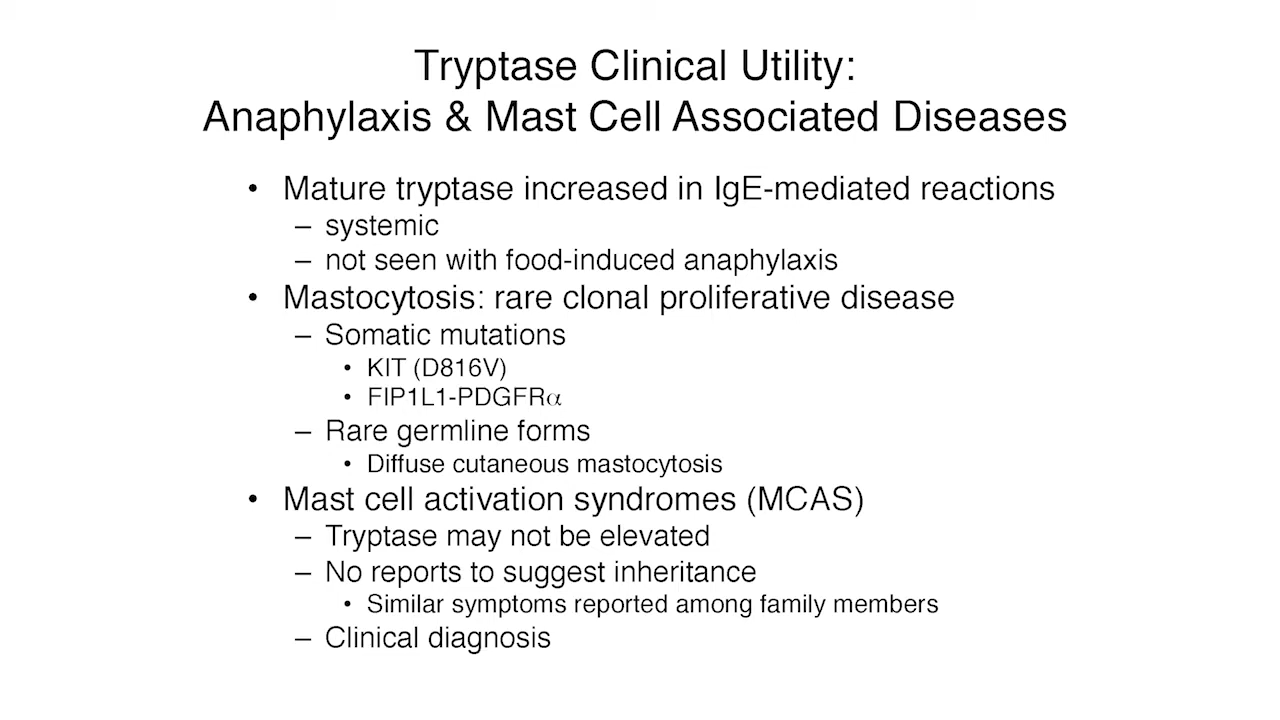 Tryptase Clinical Utility:
Anaphylaxis & Mast Cell Associated Diseases
• Mature tryptase increased in IgE-mediated reactions
– systemic
– not seen with food-induced anaphylaxis
• Mastocytosis: rare clonal proliferative disease
– Somatic mutations
• KIT (D816V)
• FIP1L1-PDGFRα
– Rare germline forms
• Diffuse cutaneous mastocytosis
• Mast cell activation syndromes (MCAS)
– Tryptase may not be elevated
– No reports to suggest inheritance
• Similar symptoms reported among family members
– Clinical diagnosis